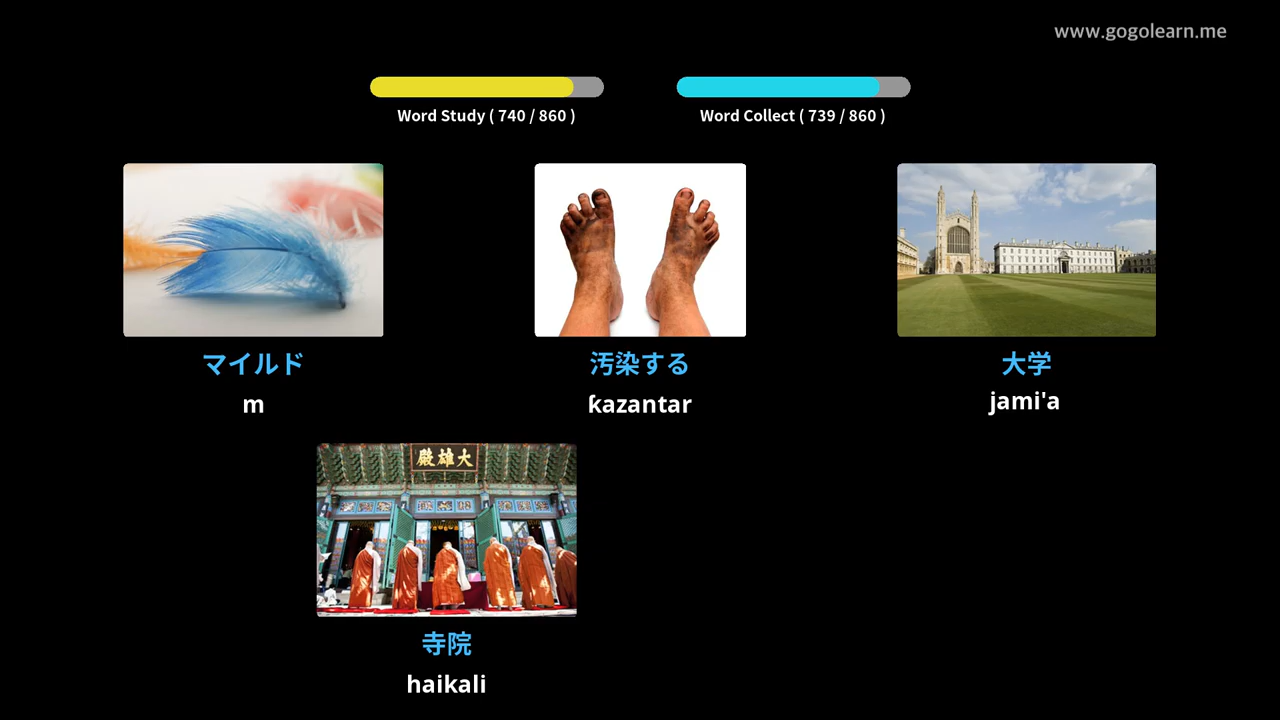 www.gogolearn.me
Word Study ( 740 / 860 )
Word Collect ( 739 / 860 )
マイルド
m
汚染する
ƙazantar
大学
jami'a
大雄殿
寺院
haikali